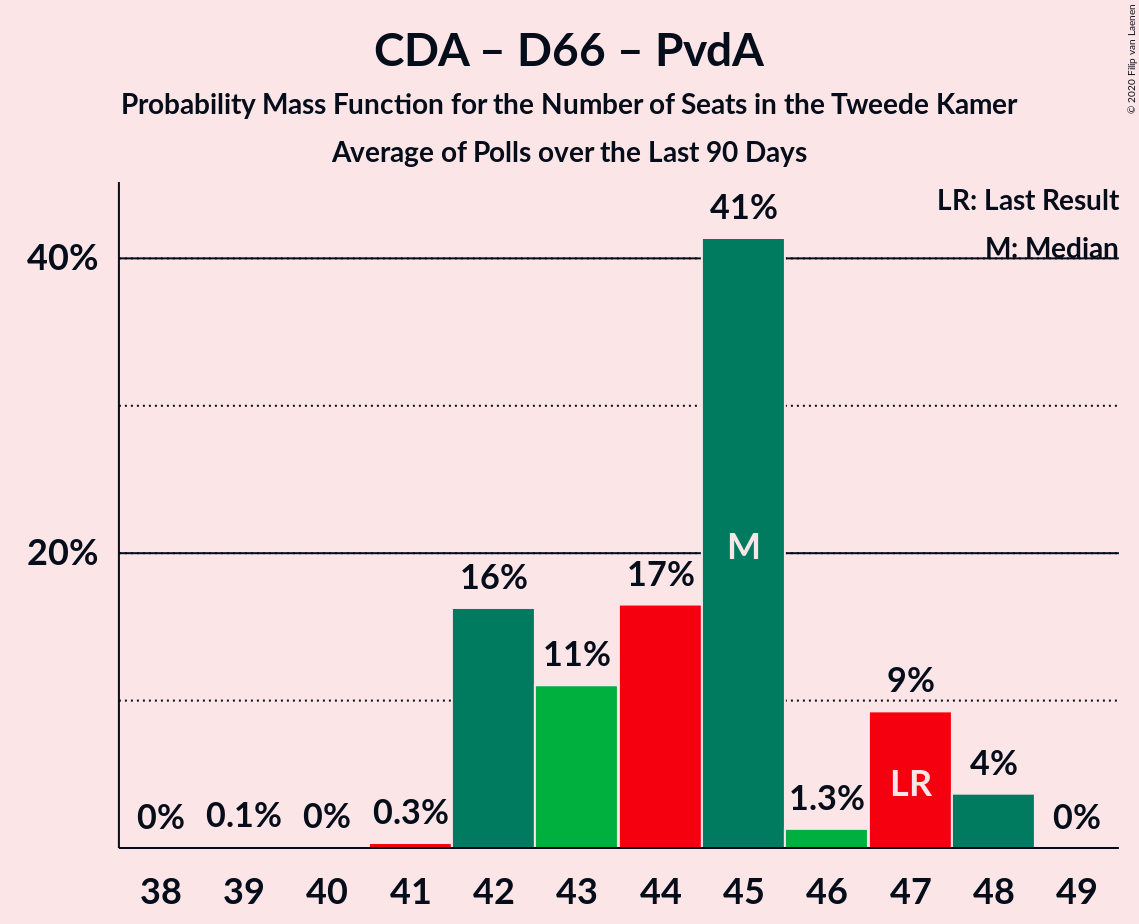 CDA – D66 – PvdA
Probability Mass Function for the Number of Seats in the Tweede Kamer
Average of Polls over the Last 90 Days
© 2020 Filip van Laenen
LR: Last Result
M: Median
40%
20%
0%
0.1%
0%
0.3%
16%
11%
17%
41%
M
1.3%
9%
LR
4%
0%
38 39 40 41 42 43 44 45 46 47 48 49